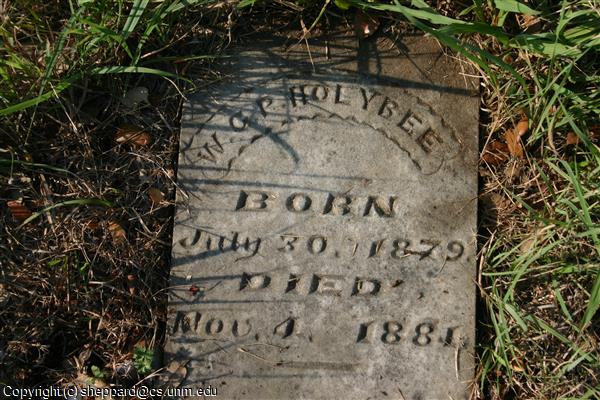 W. G. P. HOLYBEE
BORN
July 30, 1879.
DIED
Nov. 4, 1881.
Copyright (c) sheppard@cs.unm.edu